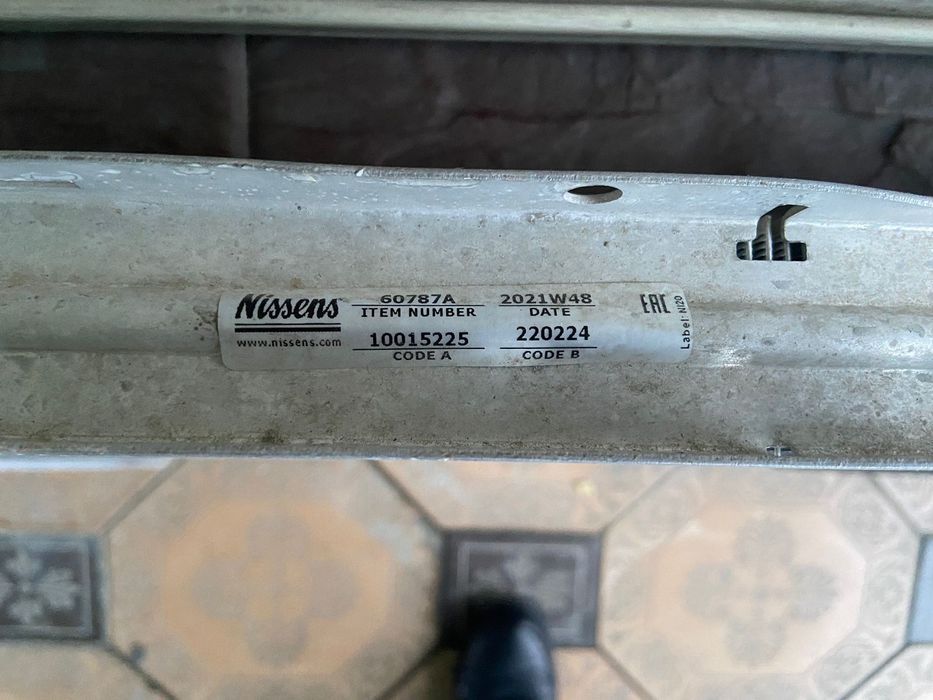 Nissens
www.nissens.com
60787A
ITEM NUMBER
2021W48
DATE
10015225
CODE A
220224
CODE B
EAC
Label: NI20